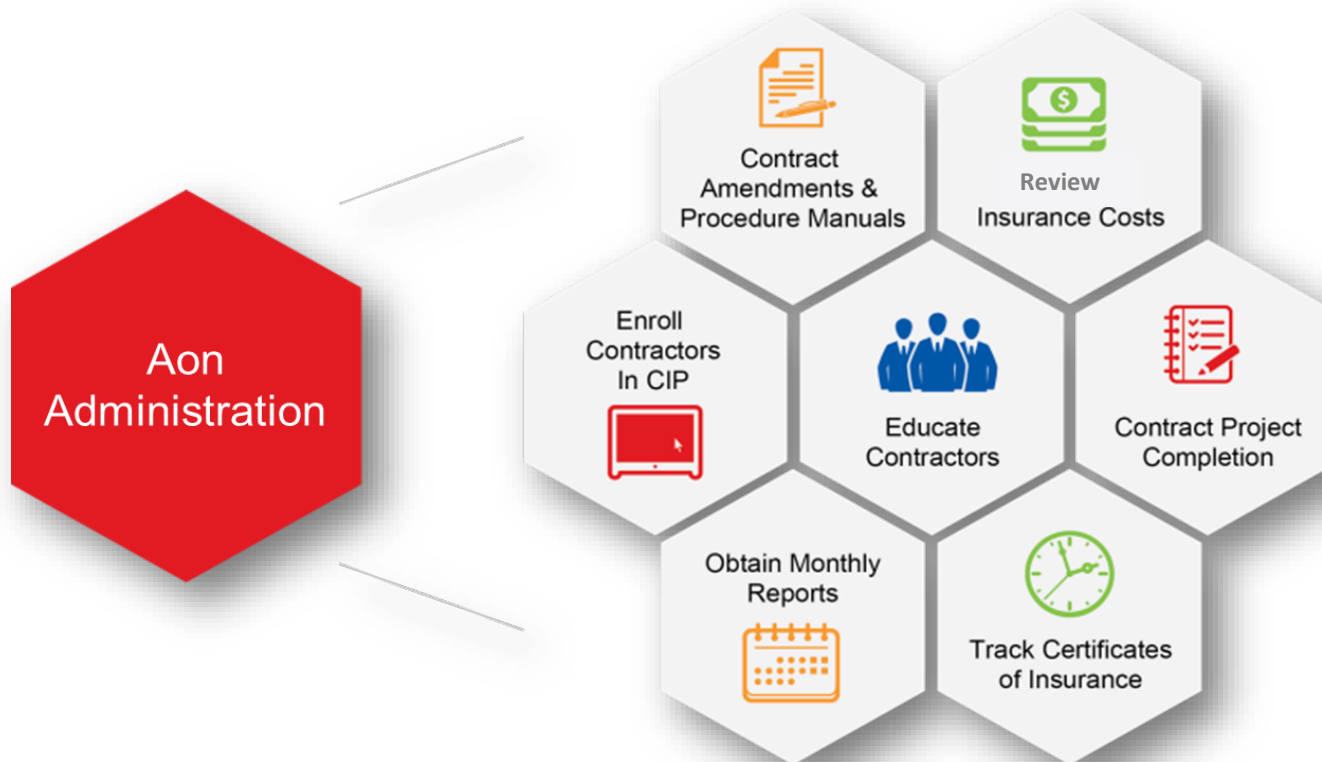 Aon
Administration
Contract
Amendments &
Procedure Manuals
Review
Insurance Costs
Enroll
Contractors
In CIP
Educate
Contractors
Contract Project
Completion
Obtain Monthly
Reports
Track Certificates
of Insurance